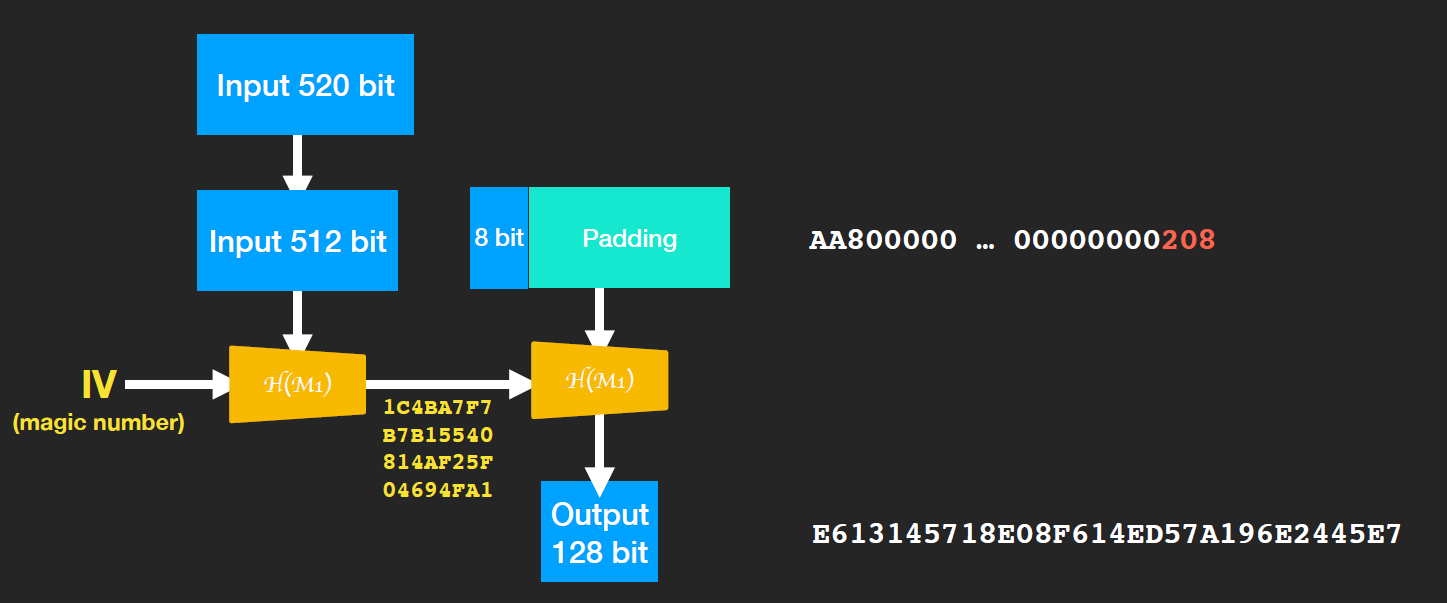 Input 520 bit
Input 512 bit
8 bit
Padding
AA800000 … 00000000208
IV
(magic number)
H(M1)
H(M1)
1C4BA7F7
B7B15540
814AF25F
04694FA1
Output
128 bit
E613145718E08F614ED57A196E2445E7